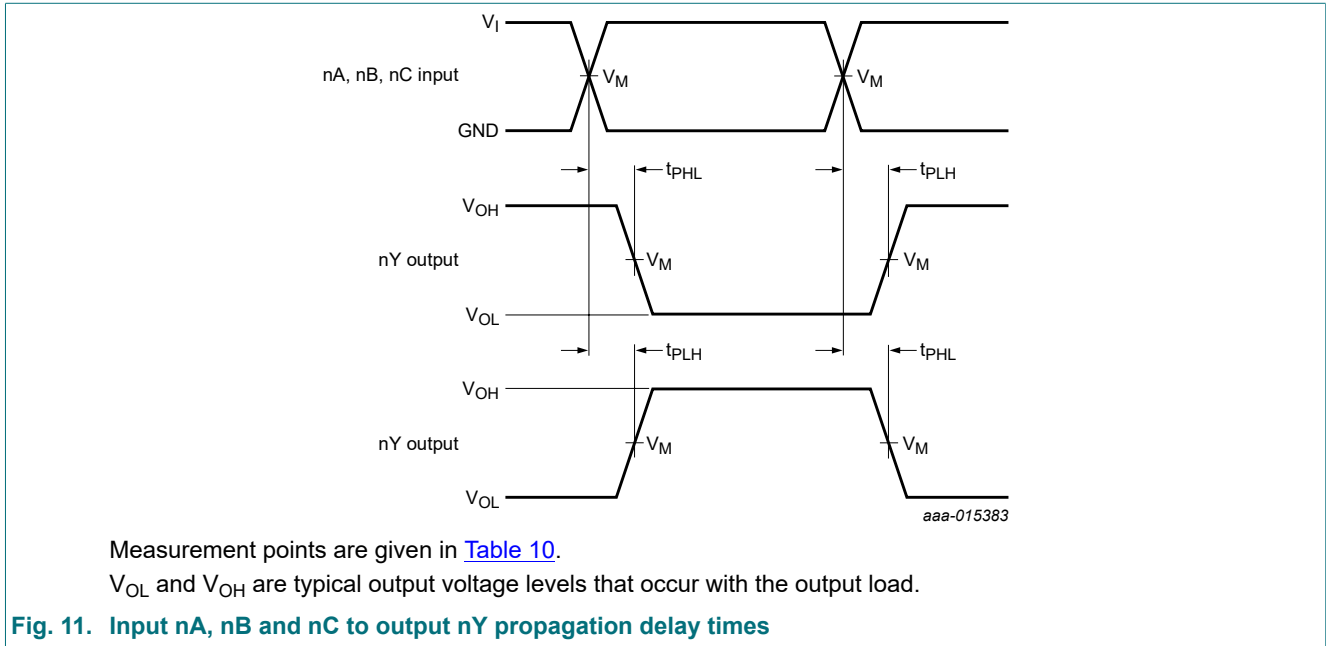 VI
nA, nB, nC input
VM VM
GND
tPHL tPLH
VOH
nY output
VM VM
VOL
tPLH tPHL
VOH
nY output
VM VM
VOL
aaa-015383
Measurement points are given in Table 10.
VOL and VOH are typical output voltage levels that occur with the output load.
Fig. 11. Input nA, nB and nC to output nY propagation delay times